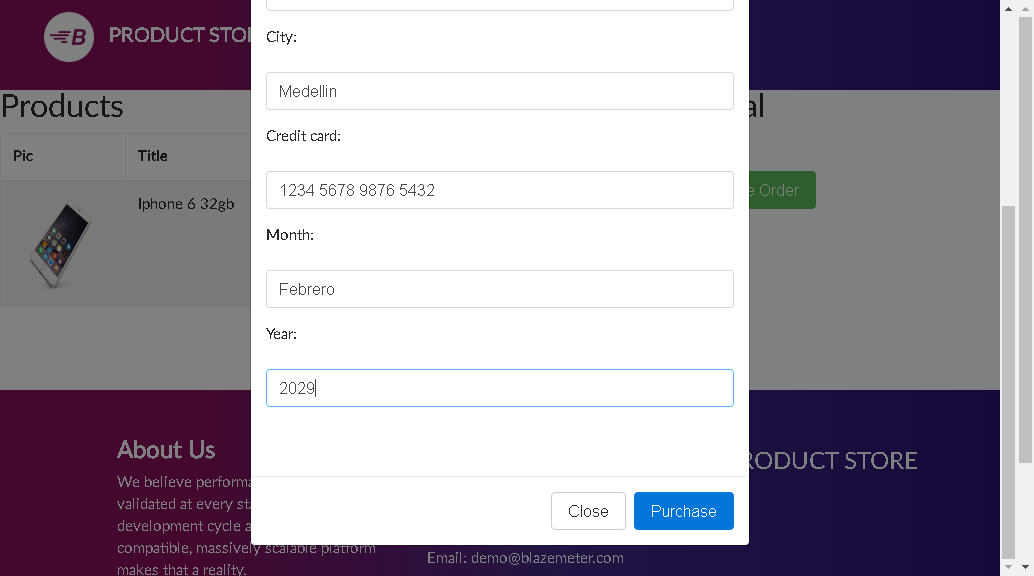 PRODUCT STO
City:
Medellin
Credit card:
1234 5678 9876 5432
Month:
Febrero
Year:
2029
Close
Purchase
Products
Pic
Title
Iphone 6 32gb
Order
About Us
We believe performa
validated at every sta
development cycle a
compatible, massively scalable platform
makes that a reality.
Email: demo@blazemeter.com
RODUCT STORE